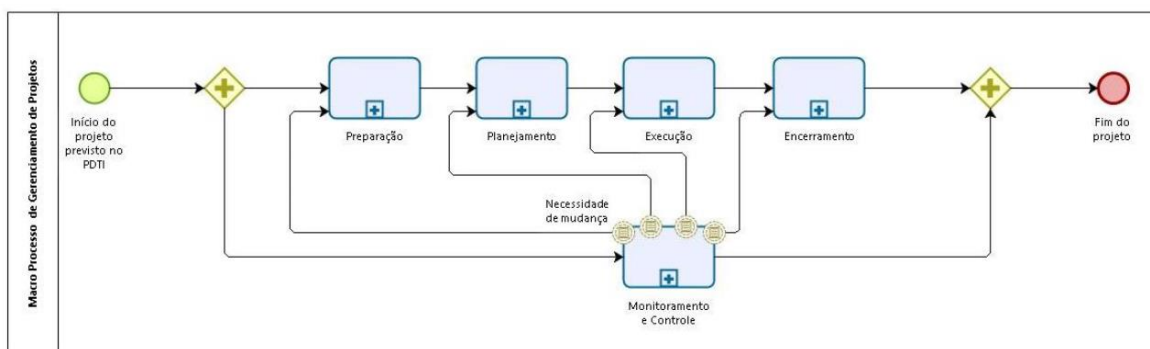 Macro Processo de Gerenciamento de Projetos
Início do
projeto
previsto no
PDTI
Preparação
Planejamento
Execução
Encerramento
Fim do
projeto
Necessidade
de mudança
Monitoramento
e Controle